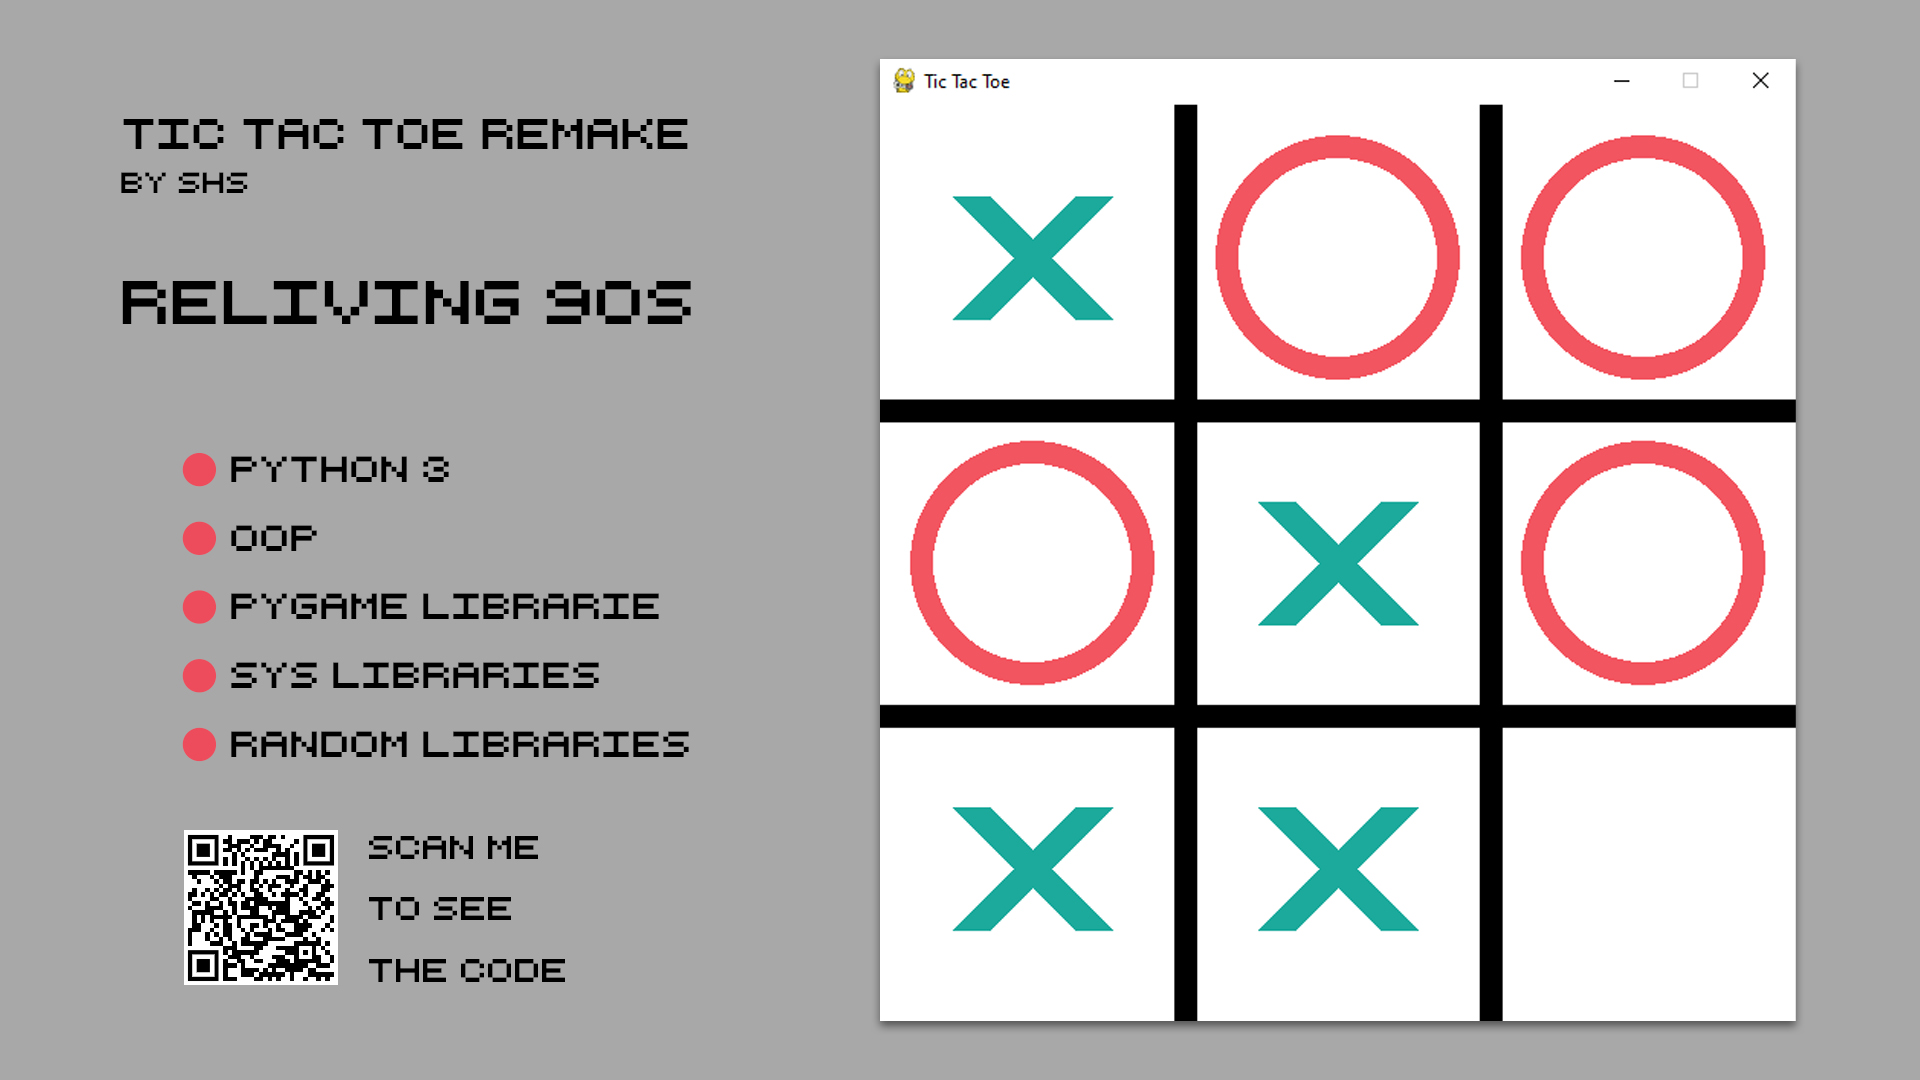 TIC TAC TOE REMAKE
BY SHS
RELIVING 90S
PYTHON 3
OOP
PYGAME LIBRARIE
SYS LIBRARIES
RANDOM LIBRARIES
SCAN ME
TO SEE
THE CODE
Tic Tac Toe
X O O
O X O
X X